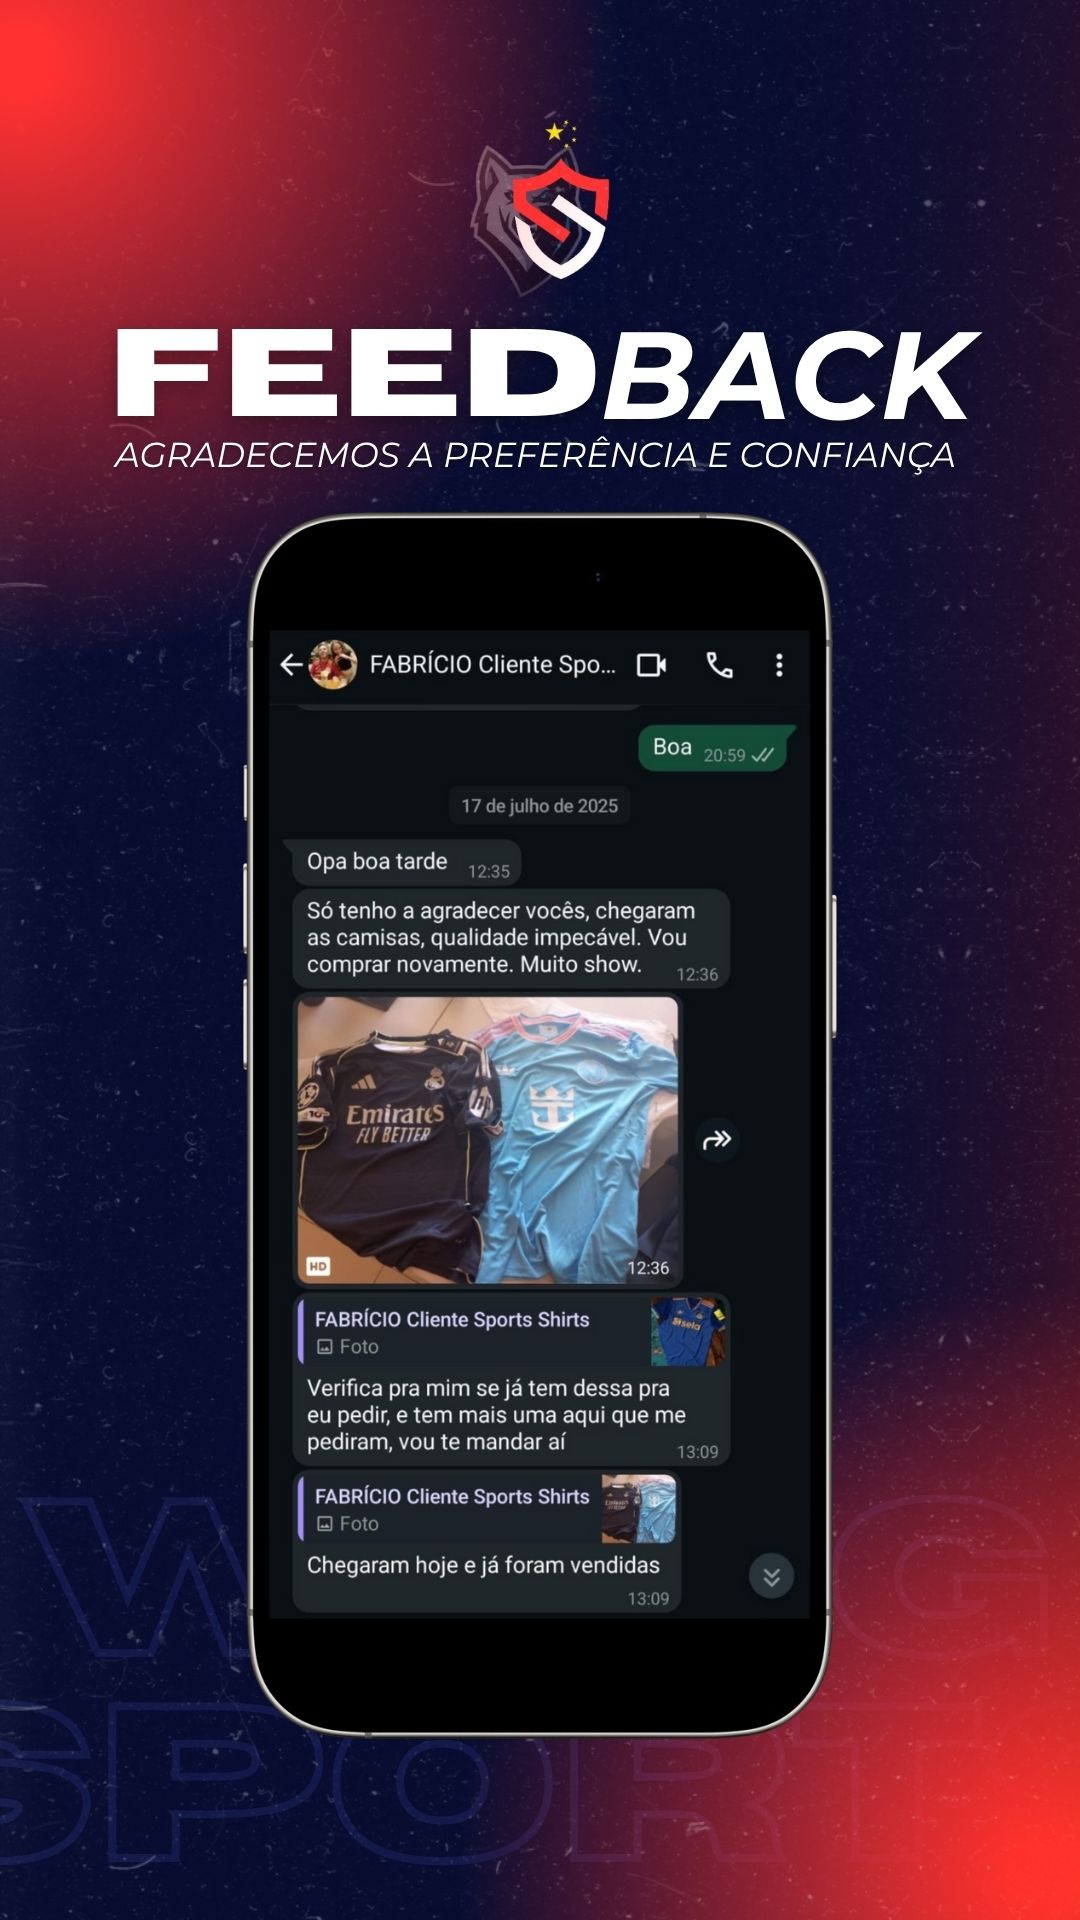 FEEDBACK
AGRADECEMOS A PREFERÊNCIA E CONFIANÇA
FABRÍCIO Cliente Spo...
Boa 20:59
17 de julho de 2025
Opa boa tarde 12:35
Só tenho a agradecer vocês, chegaram
as camisas, qualidade impecável. Vou
comprar novamente. Muito show. 12:36
Emirates
FLY BETTER
hp
HD 12:36
FABRÍCIO Cliente Sports Shirts
Foto
sela
Verifica pra mim se já tem dessa pra
eu pedir, e tem mais uma aqui que me
pediram, vou te mandar aí 13:09
FABRÍCIO Cliente Sports Shirts
Foto
Chegaram hoje e já foram vendidas
13:09
SPORTS